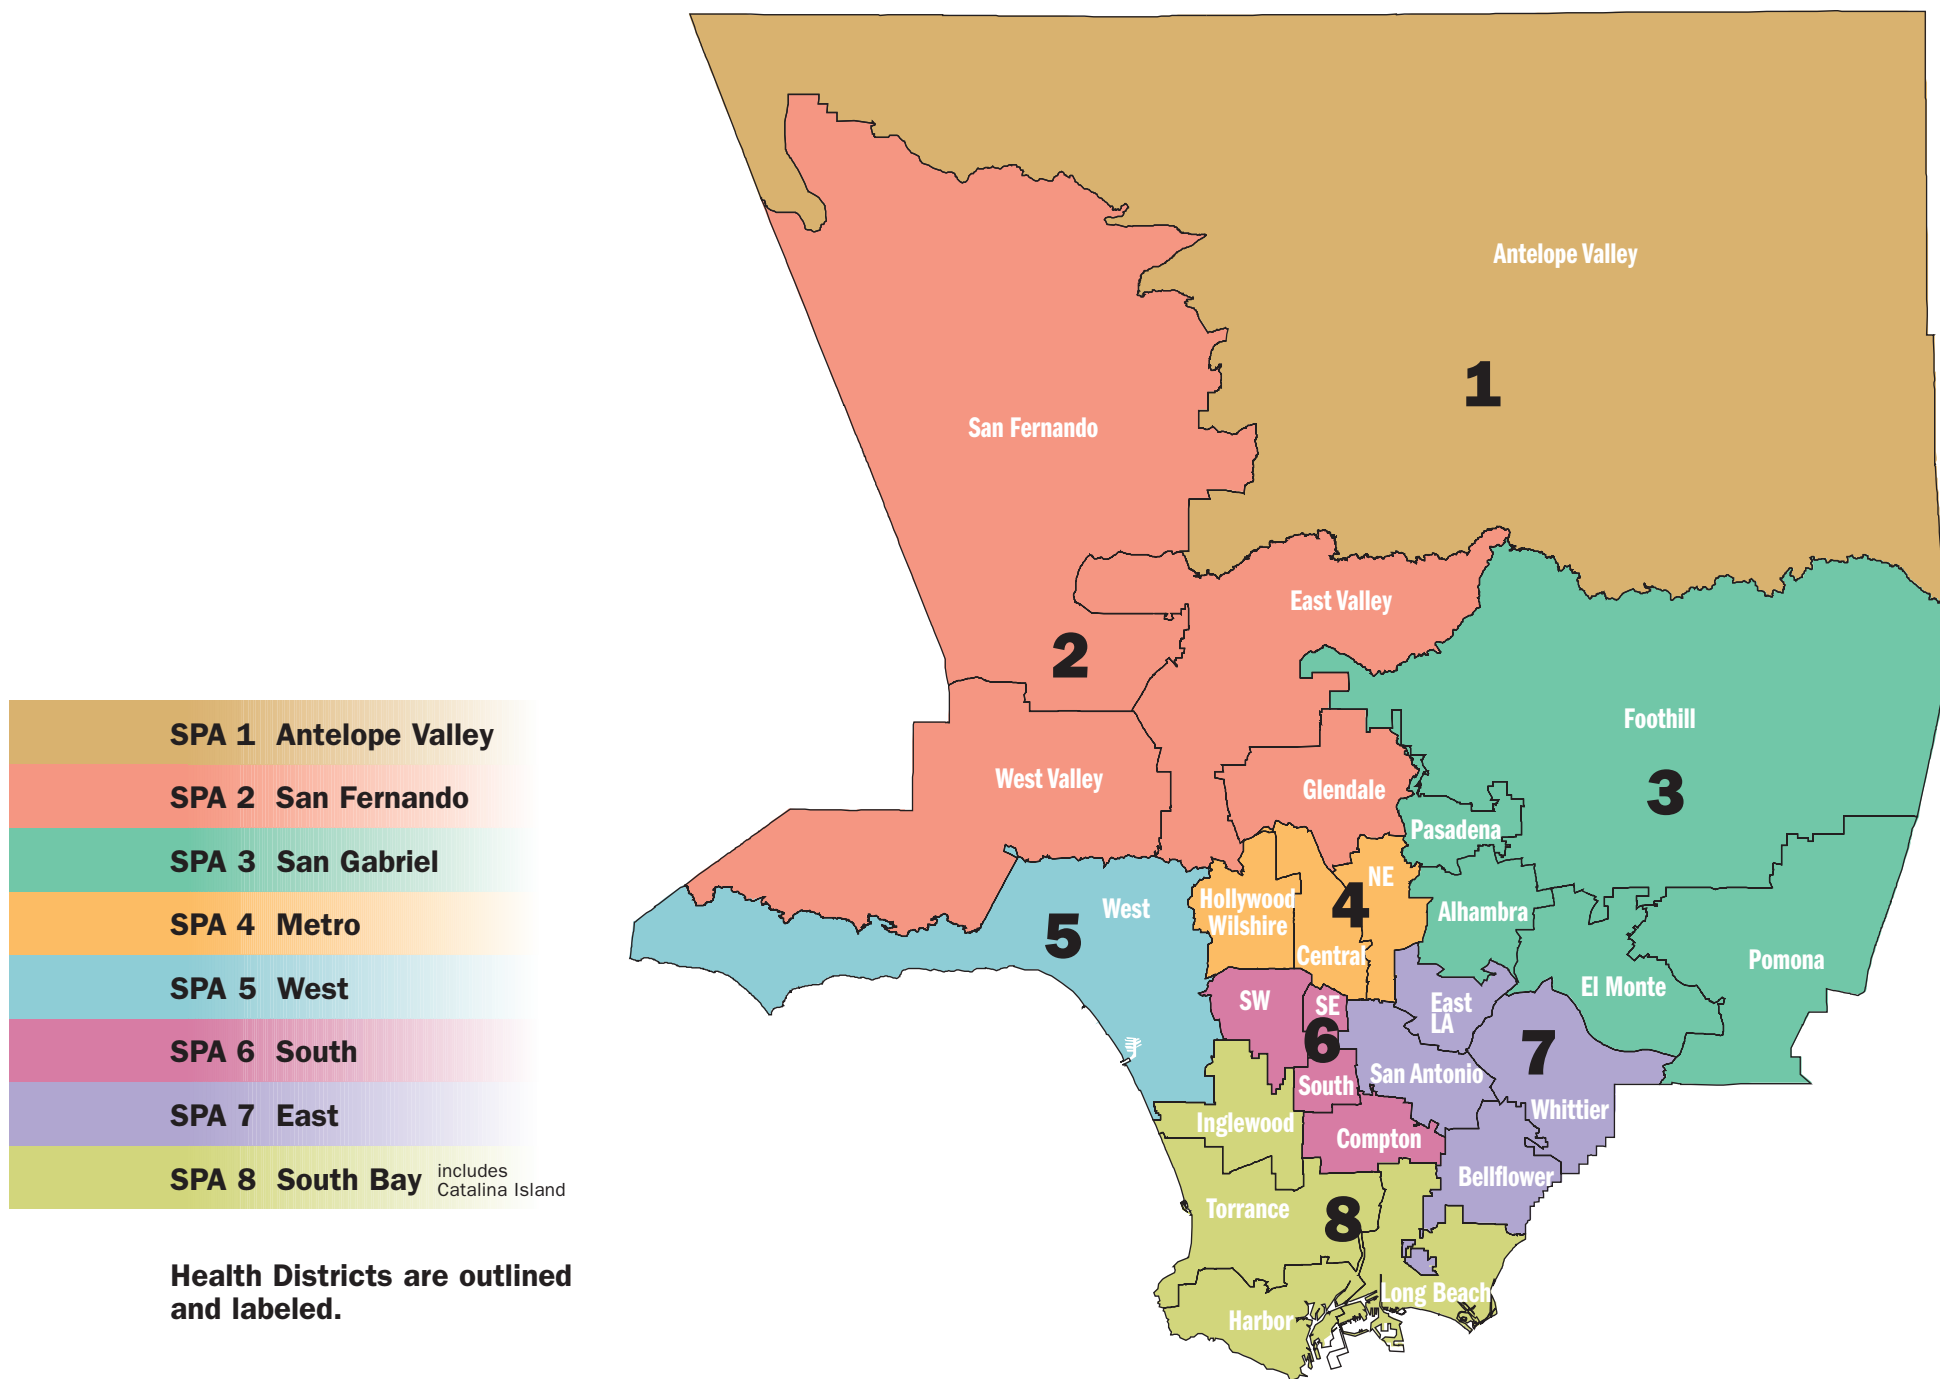 Antelope Valley
1
San Fernando
East Valley
2
Foothill
West Valley
Glendale
3
Pasadena
NE
Hollywood
Wilshire
4
Alhambra
West
5
Central
Pomona
El Monte
SW
SE
East
LA
6
7
South
San Antonio
Whittier
Inglewood
Compton
Bellflower
Torrance
8
Long Beach
Harbor
SPA 1 Antelope Valley
SPA 2 San Fernando
SPA 3 San Gabriel
SPA 4 Metro
SPA 5 West
SPA 6 South
SPA 7 East
SPA 8 South Bay includes
Catalina Island
Health Districts are outlined
and labeled.